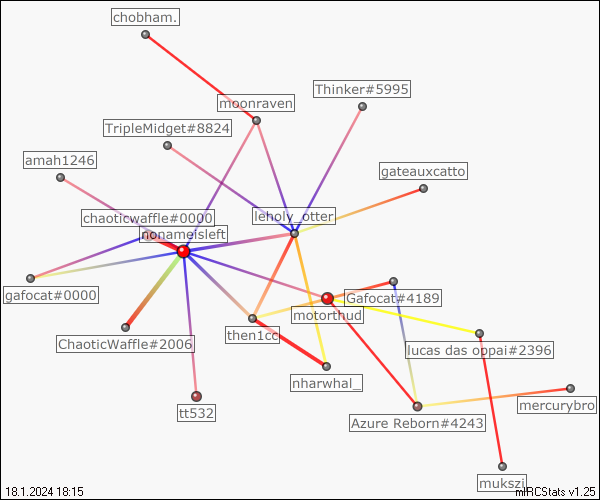 chobham.
Thinker#5995
moonraven
TripleMidget#8824
amah1246
gateauxcatto
chaoticwaffle#0000
leholy_otter
nonameisleft
gafocat#0000
Gafocat#4189
motorthud
then1cc
ChaoticWaffle#2006
lucas das oppai#2396
nharwhal_
mercurybro
tt532
Azure Reborn#4243
mukszi
18.1.2024 18:15
mIRCStats v1.25